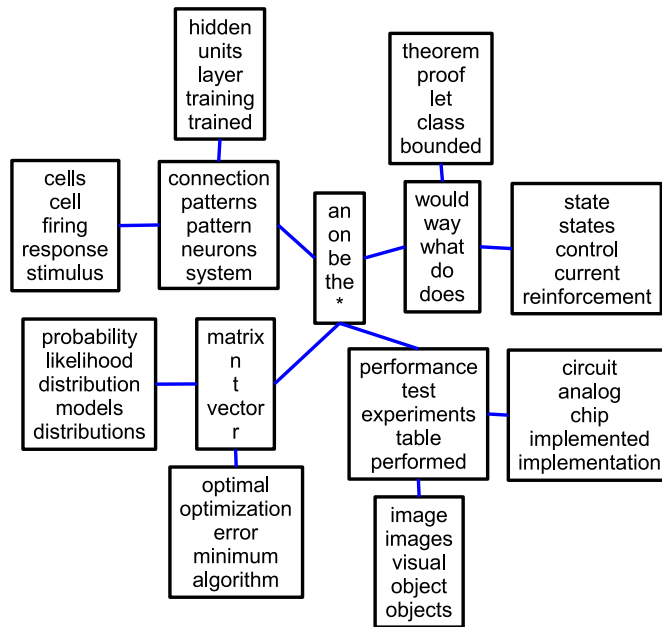 hidden
units
layer
training
trained
theorem
proof
let
class
bounded
cells
cell
firing
response
stimulus
connection
patterns
pattern
neurons
system
an
on
be
the
*
would
way
what
do
does
state
states
control
current
reinforcement
probability
likelihood
distribution
models
distributions
matrix
n
t
vector
r
performance
test
experiments
table
performed
circuit
analog
chip
implemented
implementation
optimal
optimization
error
minimum
algorithm
image
images
visual
object
objects